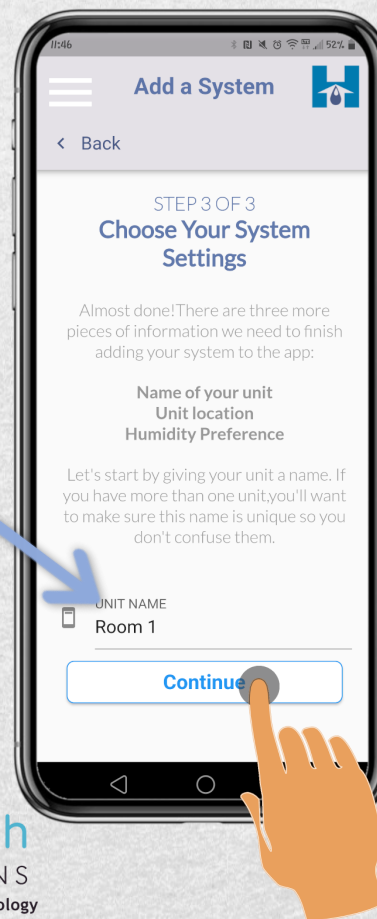 11:46
52%
Add a System
Back
STEP 3 OF 3
Choose Your System
Settings
Almost done!There are three more
pieces of information we need to finish
adding your system to the app:
Name of your unit
Unit location
Humidity Preference
Let's start by giving your unit a name. If
you have more than one unit,you'll want
to make sure this name is unique so you
don't confuse them.
UNIT NAME
Room 1
Continue